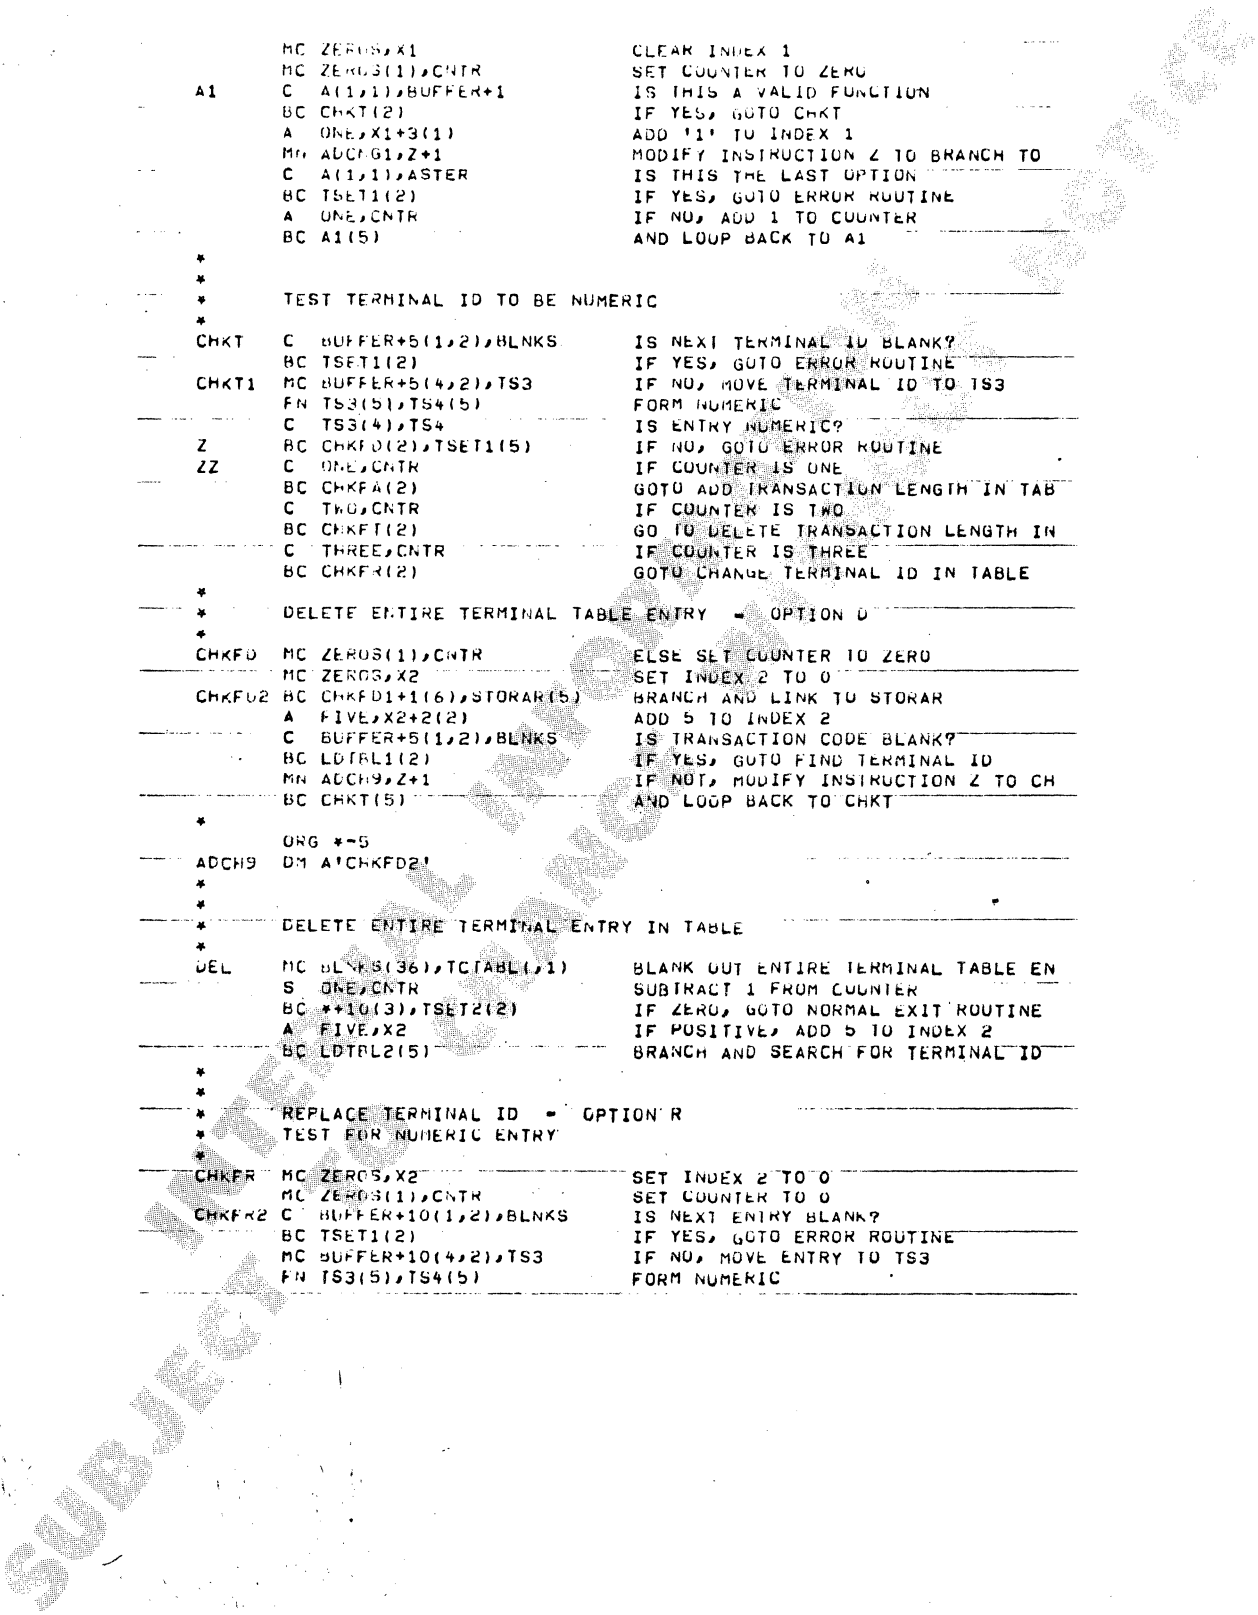 MC ZEROS,X1 CLEAR INDEX 1
MC ZEROS(1),CNTR SET COUNTER TO ZERO
A1 C A(1,1),BUFFER+1 IS THIS A VALID FUNCTION
BC CHKT(2) IF YES, GOTO CHKT
A ONE,X1+3(1) ADD '1' TO INDEX 1
MN ADCNG1,Z+1 MODIFY INSTRUCTION Z TO BRANCH TO
C A(1,1),ASTER IS THIS THE LAST OPTION
BC TSET1(2) IF YES, GOTO ERROR ROUTINE
A ONE,CNTR IF NO, ADD 1 TO COUNTER
BC A1(5) AND LOOP BACK TO A1
*
*
* TEST TERMINAL ID TO BE NUMERIC
*
CHKT C BUFFER+5(1,2),BLNKS IS NEXT TERMINAL ID BLANK?
BC TSET1(2) IF YES, GOTO ERROR ROUTINE
CHKT1 MC BUFFER+5(4,2),TS3 IF NO, MOVE TERMINAL ID TO TS3
FN TS3(5),TS4(5) FORM NUMERIC
C TS3(4),TS4 IS ENTRY NUMERIC?
Z BC CHKFD(2),TSET1(5) IF NO, GOTO ERROR ROUTINE
ZZ C ONE,CNTR IF COUNTER IS ONE
BC CHKFA(2) GOTO ADD TRANSACTION LENGTH IN TAB
C TWO,CNTR IF COUNTER IS TWO
BC CHKFT(2) GO TO DELETE TRANSACTION LENGTH IN
C THREE,CNTR IF COUNTER IS THREE
BC CHKFR(2) GOTO CHANGE TERMINAL ID IN TABLE
*
* DELETE ENTIRE TERMINAL TABLE ENTRY - OPTION D
*
CHKFD MC ZEROS(1),CNTR ELSE SET COUNTER TO ZERO
MC ZEROS,X2 SET INDEX 2 TO 0
CHKFD2 BC CHKFD1+1(6),STORAR(5) BRANCH AND LINK TO STORAR
A FIVE,X2+2(2) ADD 5 TO INDEX 2
C BUFFER+5(1,2),BLNKS IS TRANSACTION CODE BLANK?
BC LDTBL1(2) IF YES, GOTO FIND TERMINAL ID
MN ADCH9,Z+1 IF NOT, MODIFY INSTRUCTION Z TO CH
BC CHKT(5) AND LOOP BACK TO CHKT
*
ORG *-5
ADCH9 DM A'CHKFD2'
*
*
* DELETE ENTIRE TERMINAL ENTRY IN TABLE
*
DEL MC BLNKS(36),TCTABL(,1) BLANK OUT ENTIRE TERMINAL TABLE EN
S ONE,CNTR SUBTRACT 1 FROM COUNTER
BC *+10(3),TSET2(2) IF ZERO, GOTO NORMAL EXIT ROUTINE
A FIVE,X2 IF POSITIVE, ADD 5 TO INDEX 2
BC LDTBL2(5) BRANCH AND SEARCH FOR TERMINAL ID
*
*
* REPLACE TERMINAL ID - OPTION R
* TEST FOR NUMERIC ENTRY
*
CHKFR MC ZEROS,X2 SET INDEX 2 TO 0
MC ZEROS(1),CNTR SET COUNTER TO 0
CHKFR2 C BUFFER+10(1,2),BLNKS IS NEXT ENTRY BLANK?
BC TSET1(2) IF YES, GOTO ERROR ROUTINE
MC BUFFER+10(4,2),TS3 IF NO, MOVE ENTRY TO TS3
FN TS3(5),TS4(5) FORM NUMERIC
INTERNAL INFORMATION
SUBJECT TO CHANGE NOTICE